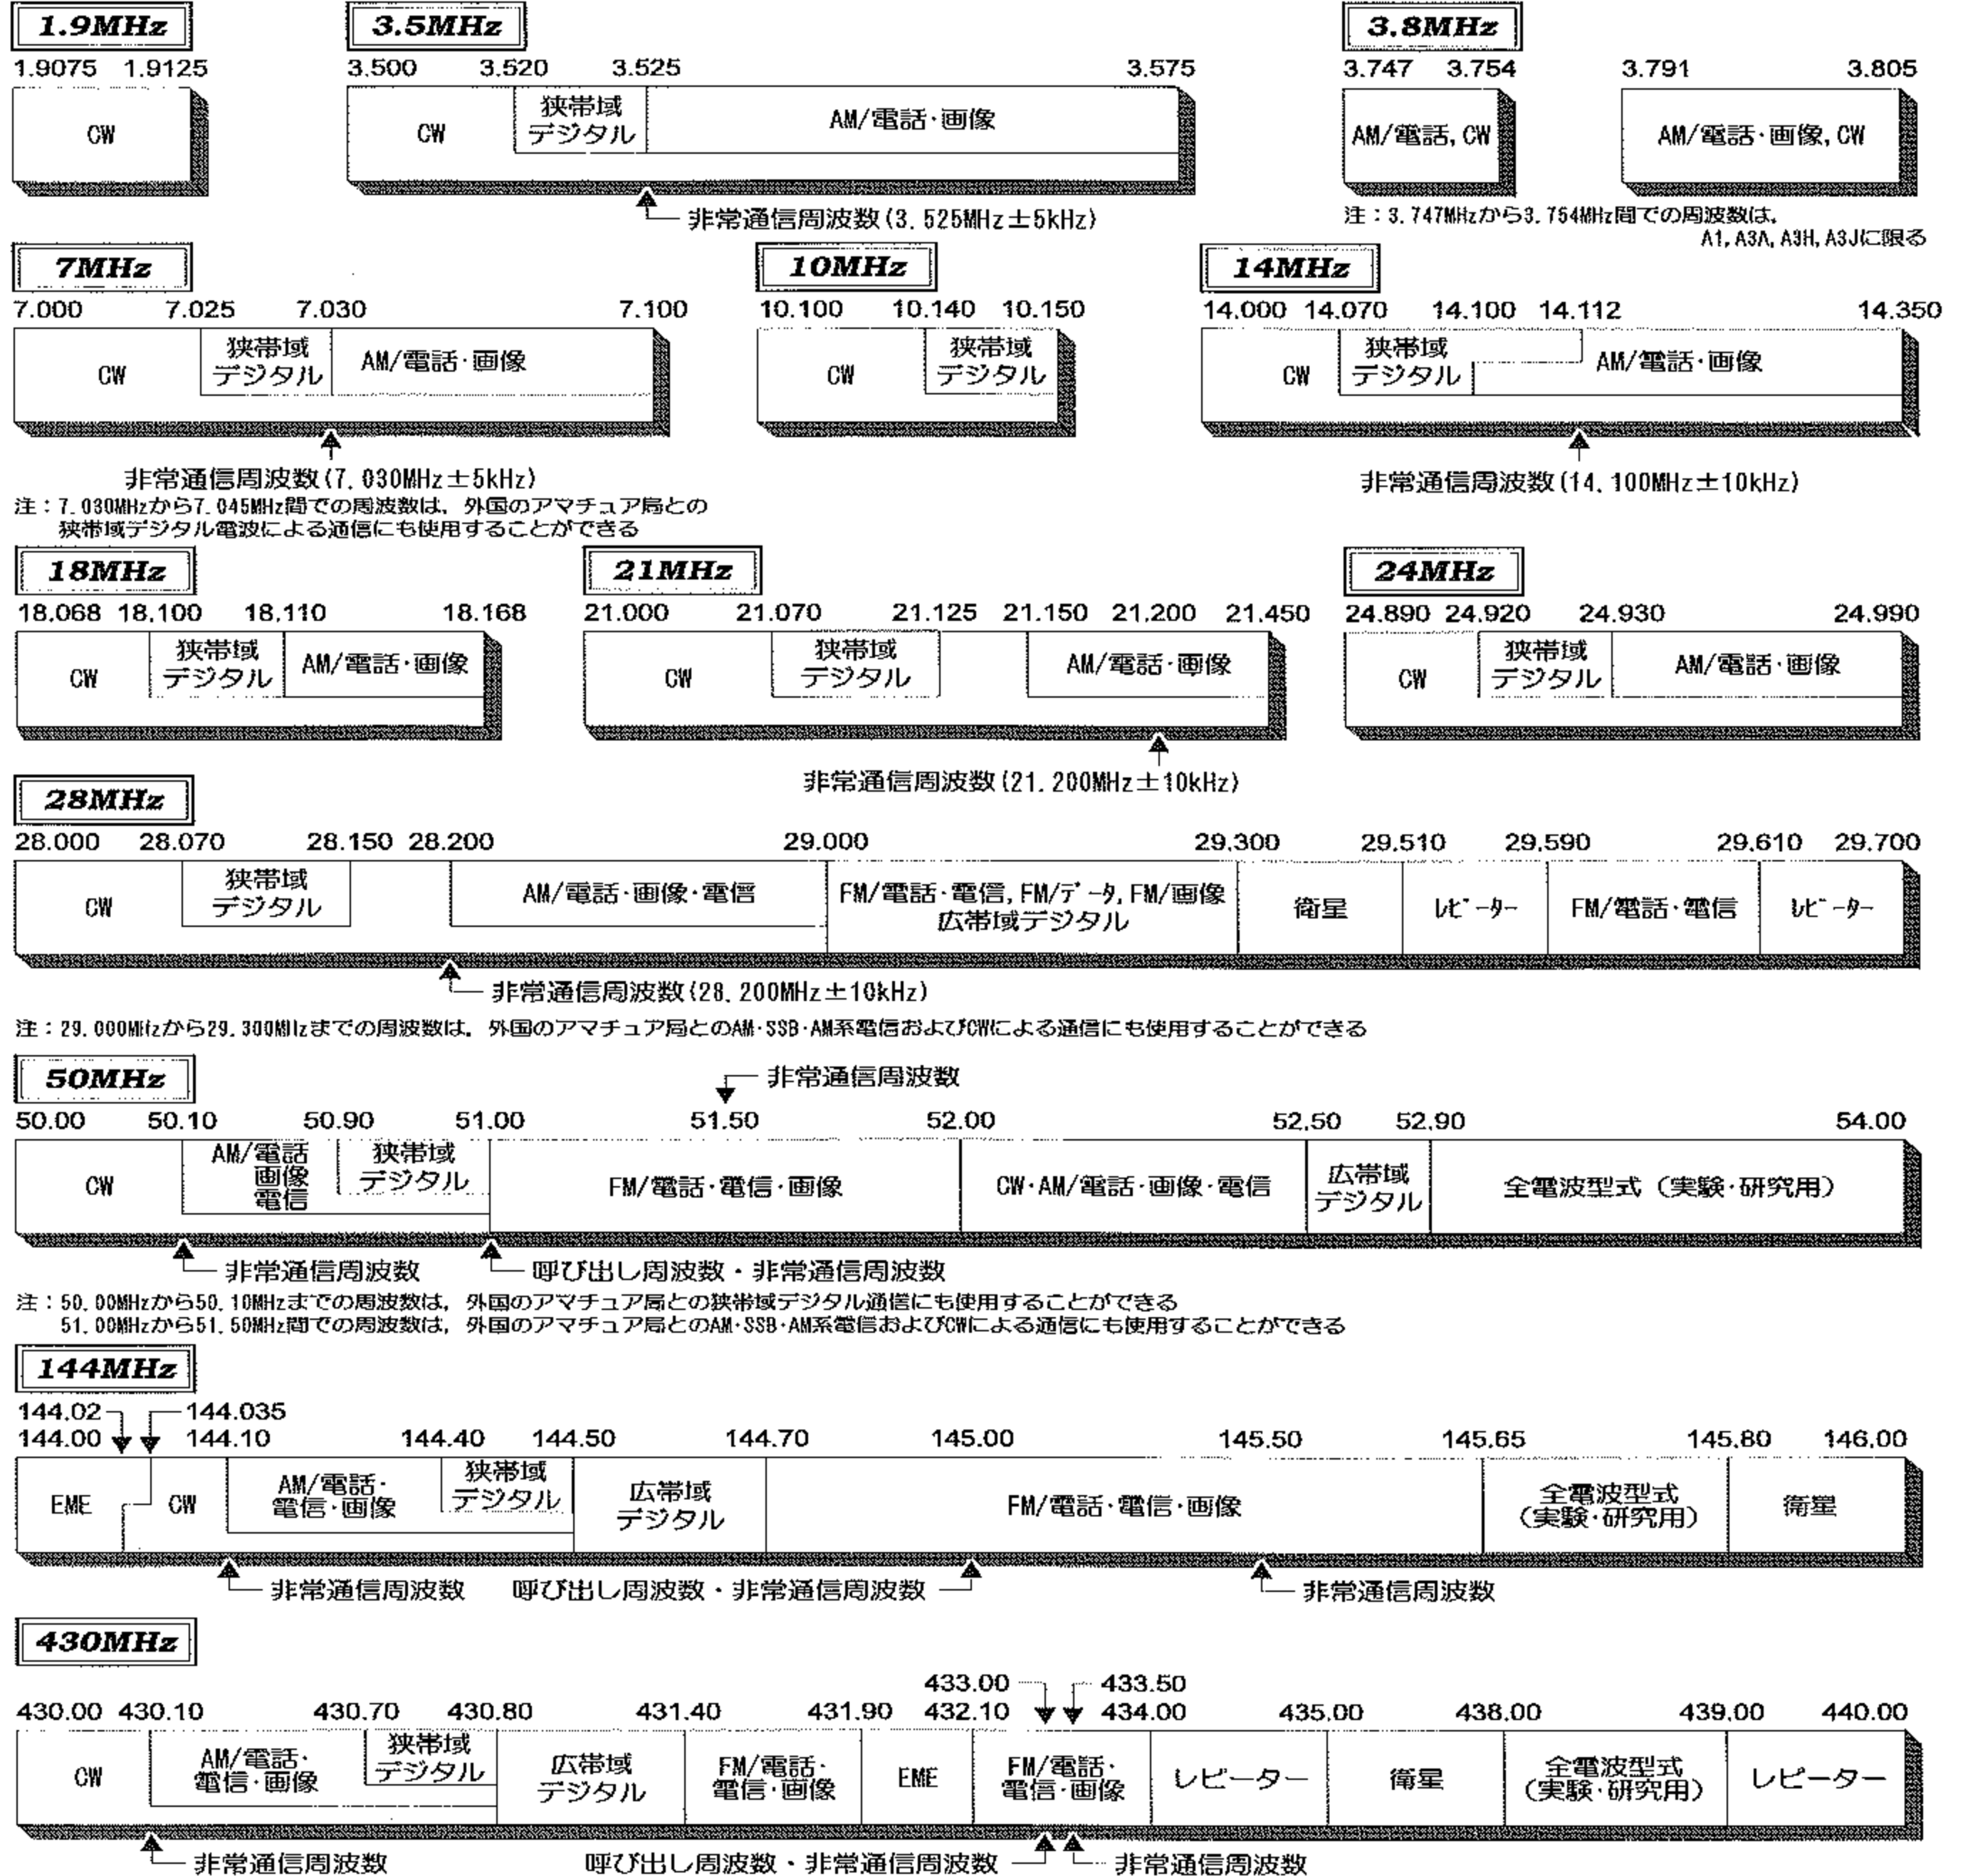 1.9MHz 3.5MHz 3.8MHz
1.9075 1.9125 3.500 3.520 3.525 3.575 3.747 3.754 3.791 3.805
CW CW 狭帯域 デジタル AM/電話・画像 AM/電話,CW AM/電話・画像,CW
非常通信周波数(3.525MHz±5kHz)
注:3.747MHzから3.754MHz間での周波数は,
A1,A3A,A3H,A3Jに限る
7MHz 10MHz 14MHz
7.000 7.025 7.030 7.100 10.100 10.140 10.150 14.000 14.070 14.100 14.112 14.350
CW 狭帯域 デジタル AM/電話・画像 CW 狭帯域 デジタル CW 狭帯域 デジタル AM/電話・画像
非常通信周波数(7.030MHz±5kHz) 非常通信周波数(14.100MHz±10kHz)
注:7.030MHzから7.045MHz間での周波数は,外国のアマチュア局との
狭帯域デジタル電波による通信にも使用することができる
18MHz 21MHz 24MHz
18.068 18.100 18.110 18.168 21.000 21.070 21.125 21.150 21.200 21.450 24.890 24.920 24.930 24.990
CW 狭帯域 デジタル AM/電話・画像 CW 狭帯域 デジタル AM/電話・画像 CW 狭帯域 デジタル AM/電話・画像
非常通信周波数(21.200MHz±10kHz)
28MHz
28.000 28.070 28.150 28.200 29.000 29.300 29.510 29.590 29.610 29.700
CW 狭帯域 デジタル AM/電話・画像・電信 FM/電話・電信,FM/データ,FM/画像 広帯域デジタル 衛星 レピーター FM/電話・電信 レピーター
非常通信周波数(28.200MHz±10kHz)
注:29.000MHzから29.300MHzまでの周波数は,外国のアマチュア局とのAM・SSB・AM系電信およびCWによる通信にも使用することができる
50MHz 非常通信周波数
50.00 50.10 50.90 51.00 51.50 52.00 52.50 52.90 54.00
CW AM/電話 画像 電信 狭帯域 デジタル FM/電話・電信・画像 CW・AM/電話・画像・電信 広帯域 デジタル 全電波型式(実験・研究用)
非常通信周波数 呼び出し周波数・非常通信周波数
注:50.00MHzから50.10MHzまでの周波数は,外国のアマチュア局との狭帯域デジタル通信にも使用することができる
51.00MHzから51.50MHz間での周波数は,外国のアマチュア局とのAM・SSB・AM系電信およびCWによる通信にも使用することができる
144MHz
144.02 144.035
144.00 144.10 144.40 144.50 144.70 145.00 145.50 145.65 145.80 146.00
EME CW AM/電話・ 電信・画像 狭帯域 デジタル 広帯域 デジタル FM/電話・電信・画像 全電波型式 (実験・研究用) 衛星
非常通信周波数 呼び出し周波数・非常通信周波数 非常通信周波数
430MHz
433.00 433.50
430.00 430.10 430.70 430.80 431.40 431.90 432.10 434.00 435.00 438.00 439.00 440.00
CW AM/電話・ 電信・画像 狭帯域 デジタル 広帯域 デジタル FM/電話・ 電信・画像 EME FM/電話・ 電信・画像 レピーター 衛星 全電波型式 (実験・研究用) レピーター
非常通信周波数 呼び出し周波数・非常通信周波数 非常通信周波数